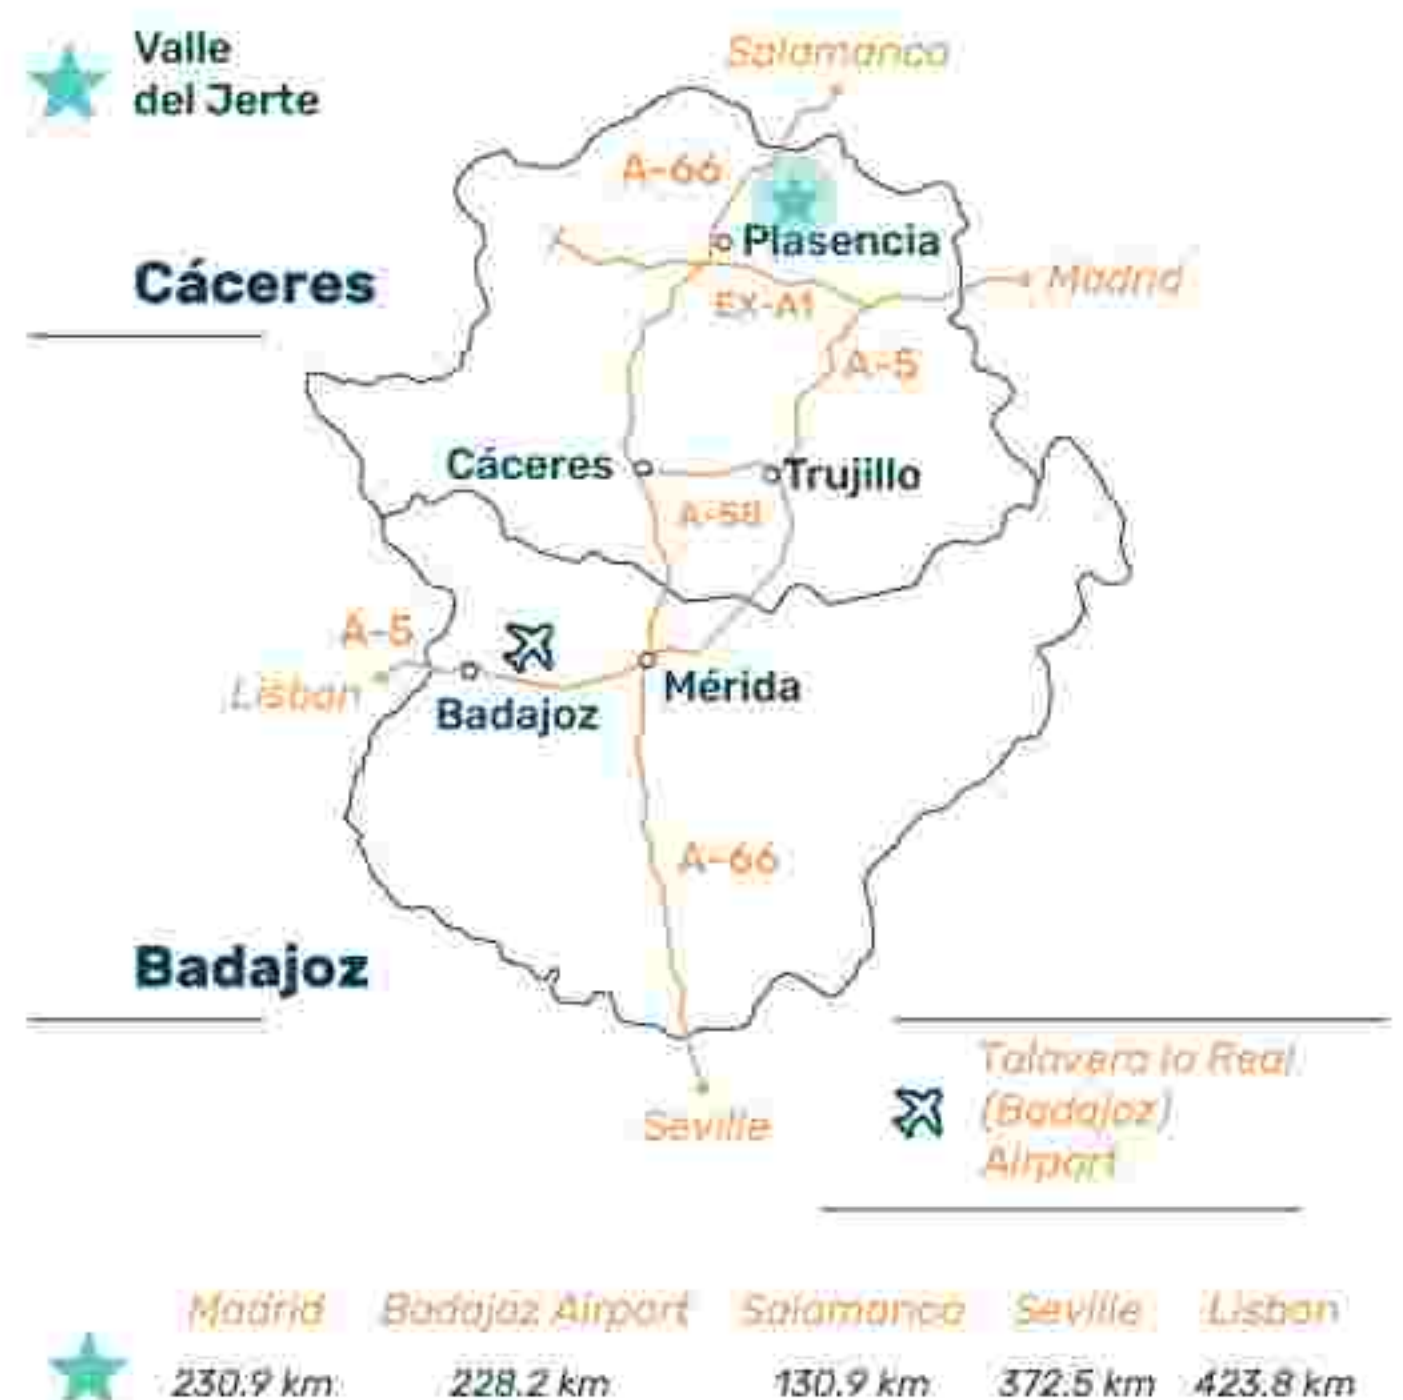 Valle
del Jerte
Salamanca
A-66
Plasencia
Cáceres
Madrid
EX-A1
A-5
Cáceres
Trujillo
A-58
A-5
Lisbon
Badajoz
Mérida
A-66
Badajoz
Seville
Talavera la Real
(Badajoz)
Airport
Madrid Badajoz Airport Salamanca Seville Lisbon
230.9 km 228.2 km 130.9 km 372.5 km 423.8 km